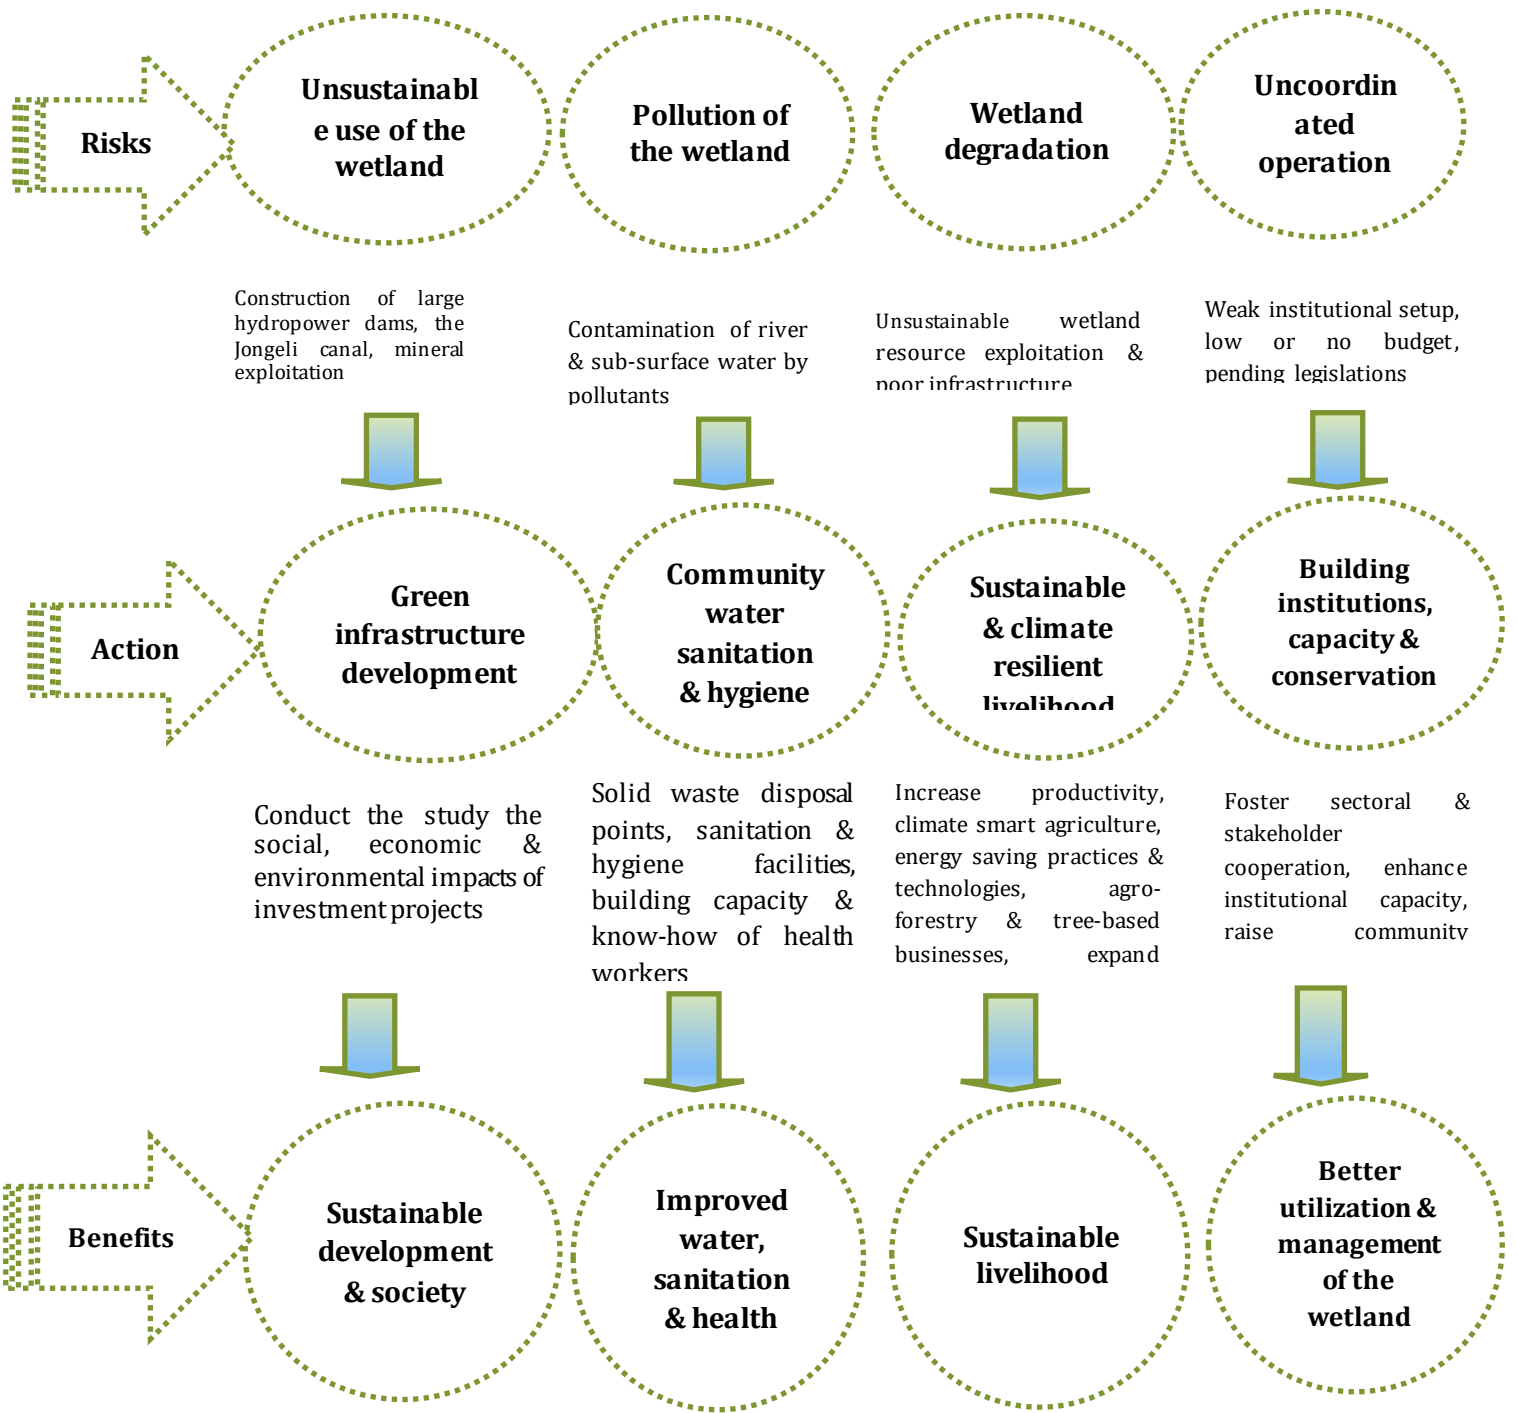 Risks
Unsustainabl
e use of the
wetland
Pollution of
the wetland
Wetland
degradation
Uncoordin
ated
operation
Construction of large
hydropower dams, the
Jongeli canal, mineral
exploitation
Contamination of river
& sub-surface water by
pollutants
Unsustainable wetland
resource exploitation &
poor infrastructure
Weak institutional setup,
low or no budget,
pending legislations
Action
Green
infrastructure
development
Community
water
sanitation
& hygiene
Sustainable
& climate
resilient
livelihood
Building
institutions,
capacity &
conservation
Conduct the study the
social, economic &
environmental impacts of
investment projects
Solid waste disposal
points, sanitation &
hygiene facilities,
building capacity &
know-how of health
workers
Increase productivity,
climate smart agriculture,
energy saving practices &
technologies, agro-
forestry & tree-based
businesses, expand
Foster sectoral &
stakeholder
cooperation, enhance
institutional capacity,
raise community
Benefits
Sustainable
development
& society
Improved
water,
sanitation
& health
Sustainable
livelihood
Better
utilization &
management
of the
wetland